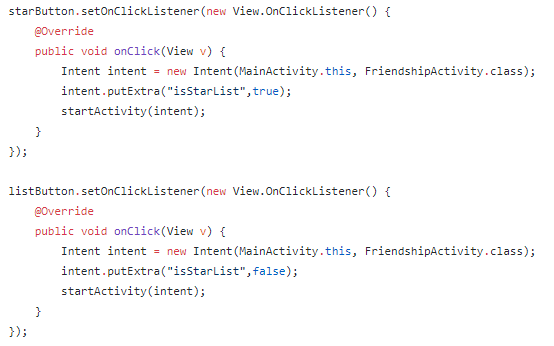 starButton.setOnClickListener(new View.OnClickListener() {
    @Override
    public void onClick(View v) {
        Intent intent = new Intent(MainActivity.this, FriendshipActivity.class);
        intent.putExtra("isStarList",true);
        startActivity(intent);
    }
});

listButton.setOnClickListener(new View.OnClickListener() {
    @Override
    public void onClick(View v) {
        Intent intent = new Intent(MainActivity.this, FriendshipActivity.class);
        intent.putExtra("isStarList",false);
        startActivity(intent);
    }
});